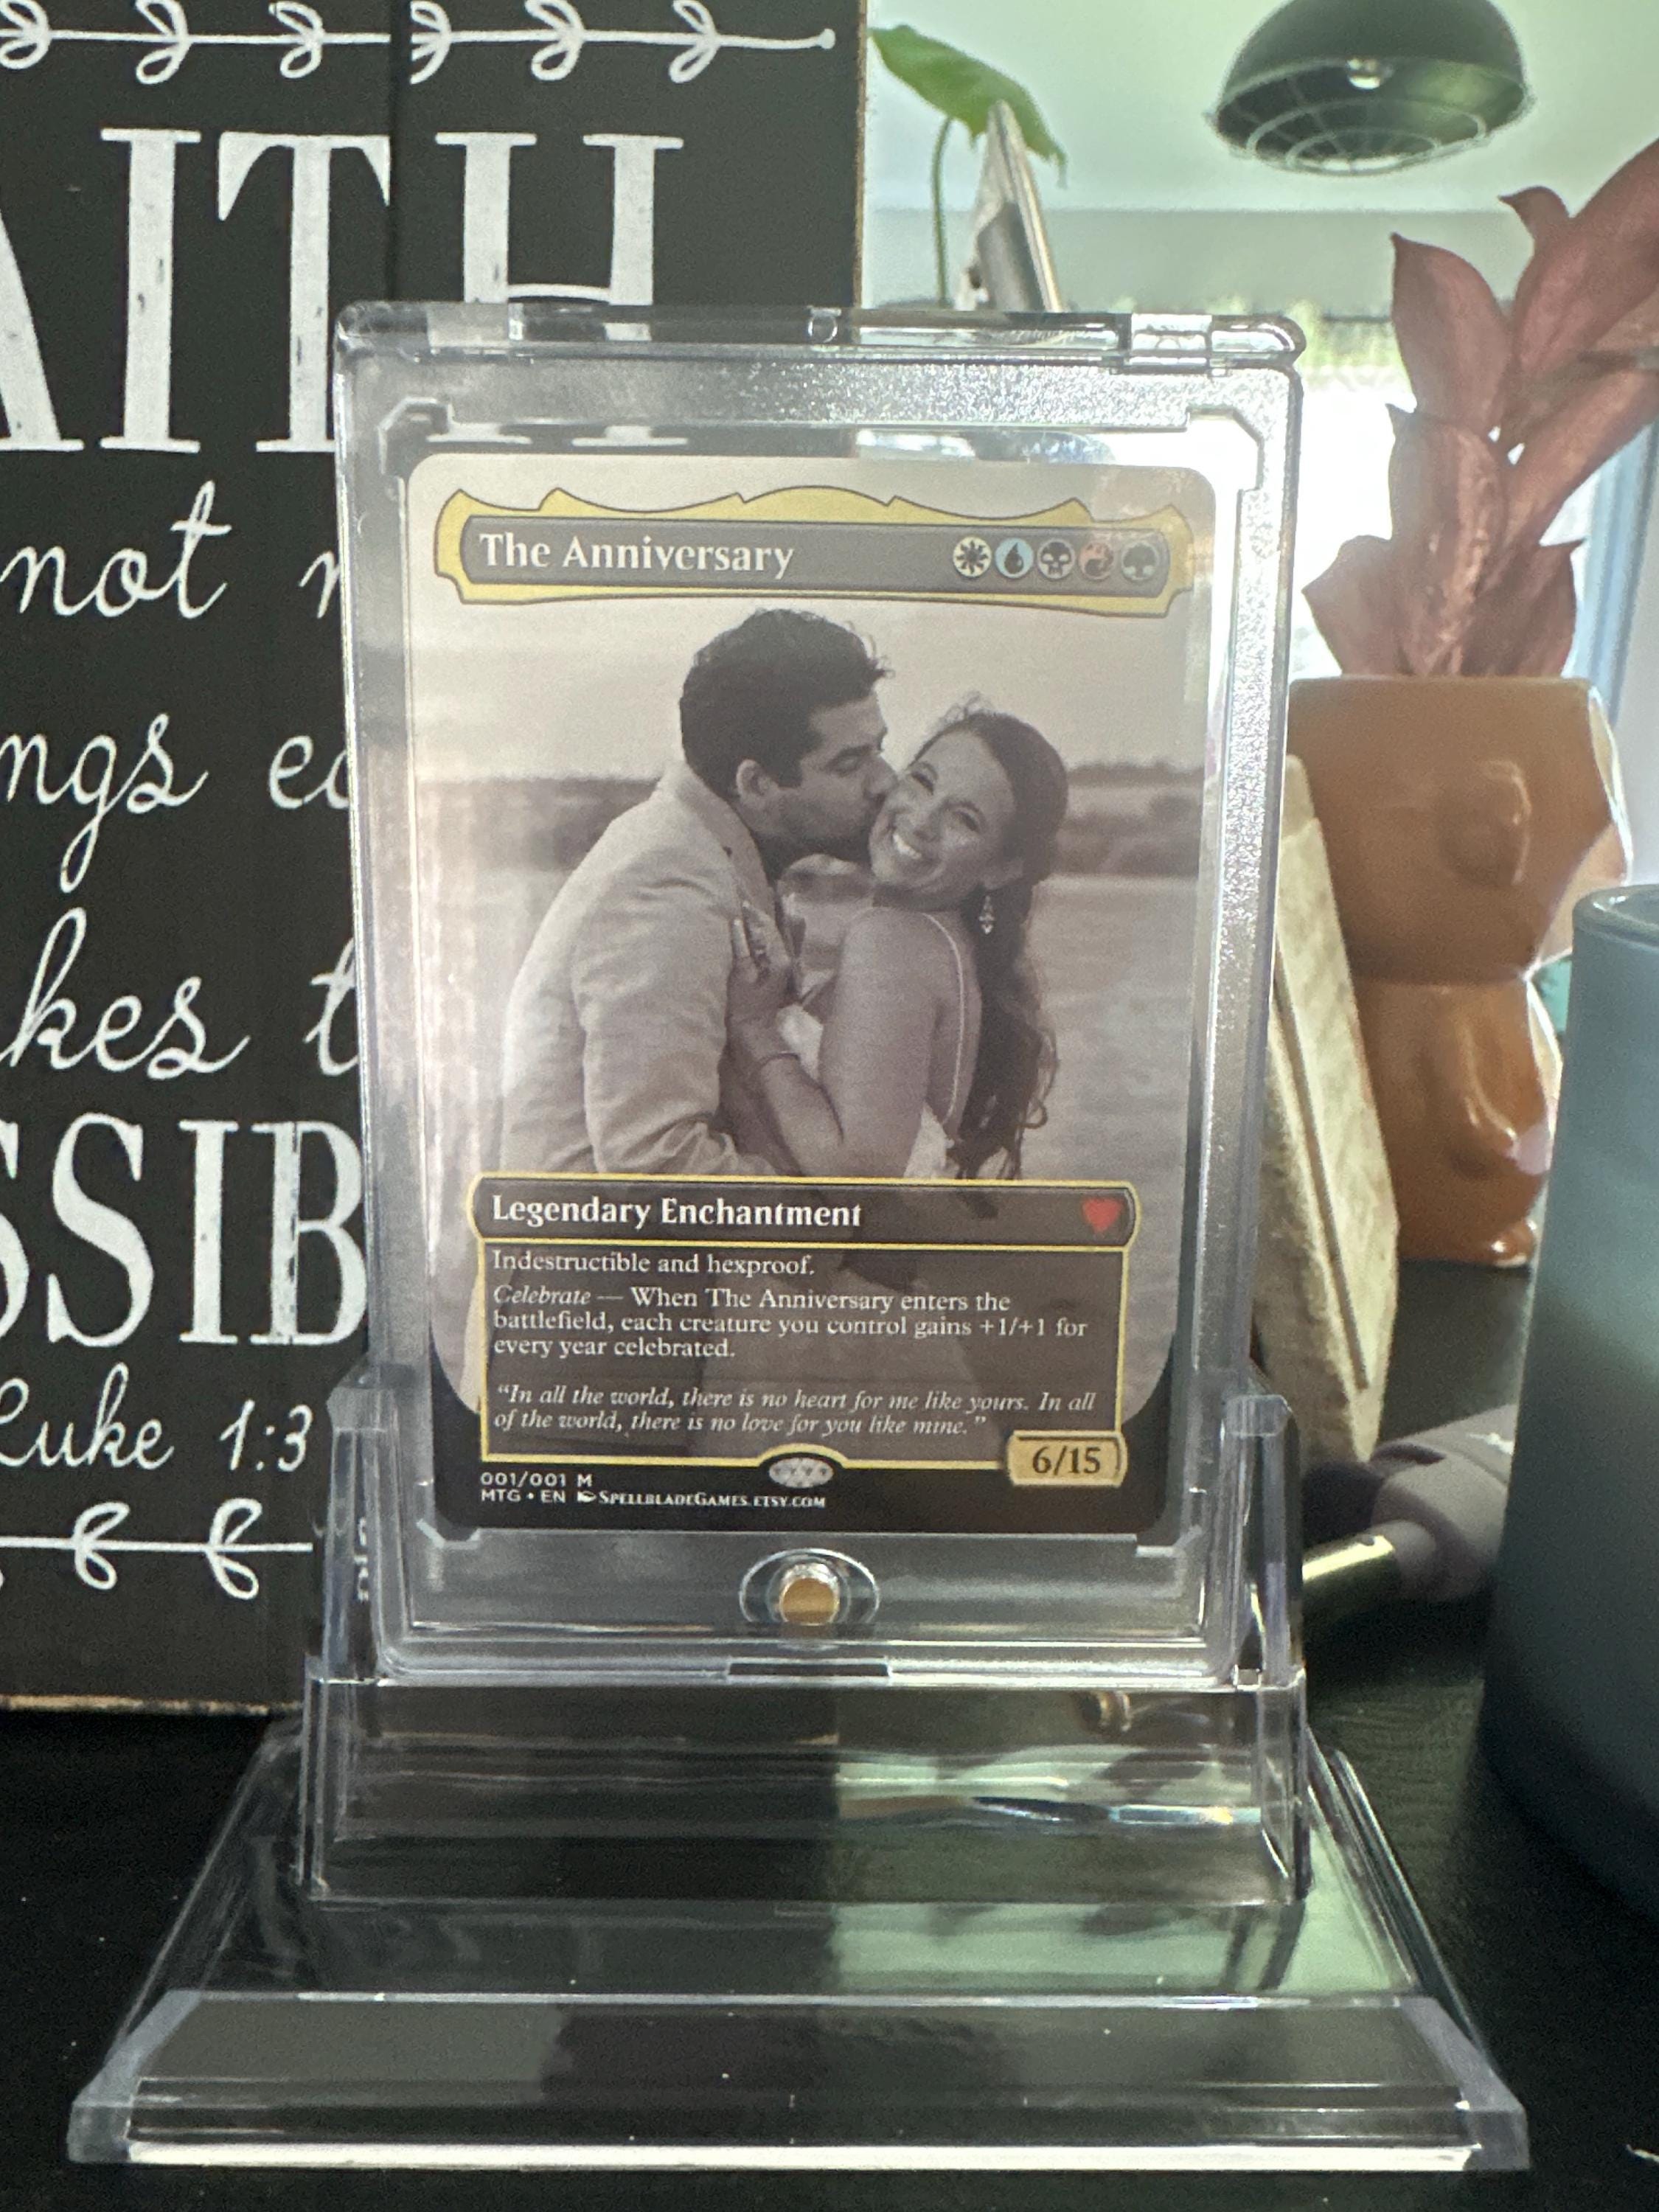 The Anniversary
Legendary Enchantment
Indestructible and hexproof.
Celebrate — When The Anniversary enters the
battlefield, each creature you control gains +1/+1 for
every year celebrated.
“In all the world, there is no heart for me like yours. In all
of the world, there is no love for you like mine.”
6/15
001/001 M
MTG • EN SPELLBLADEGAMES.ETSY.COM
AITH
not
ngs
kes
SSIB
Luke 1:3